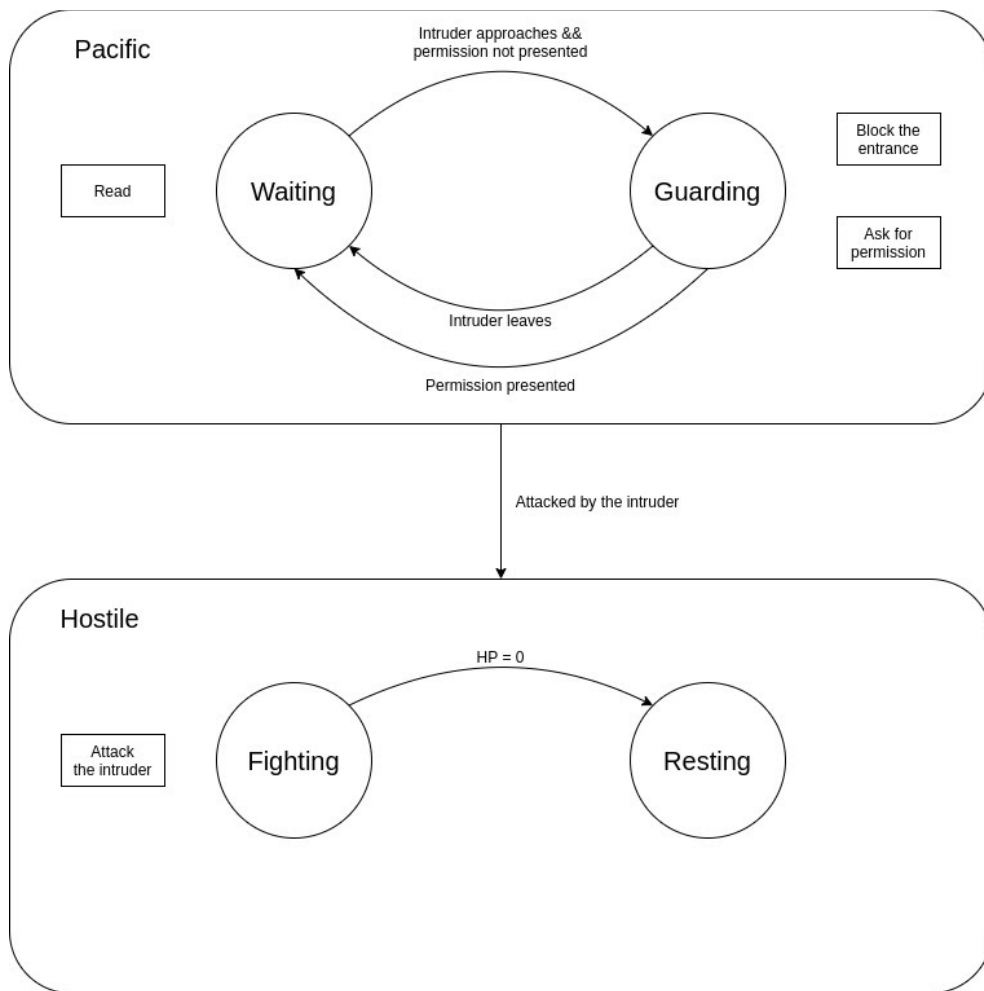 Pacific
Intruder approaches &&
permission not presented
Read
Waiting
Guarding
Block the
entrance
Ask for
permission
Intruder leaves
Permission presented
Attacked by the intruder
Hostile
HP = 0
Attack
the intruder
Fighting
Resting